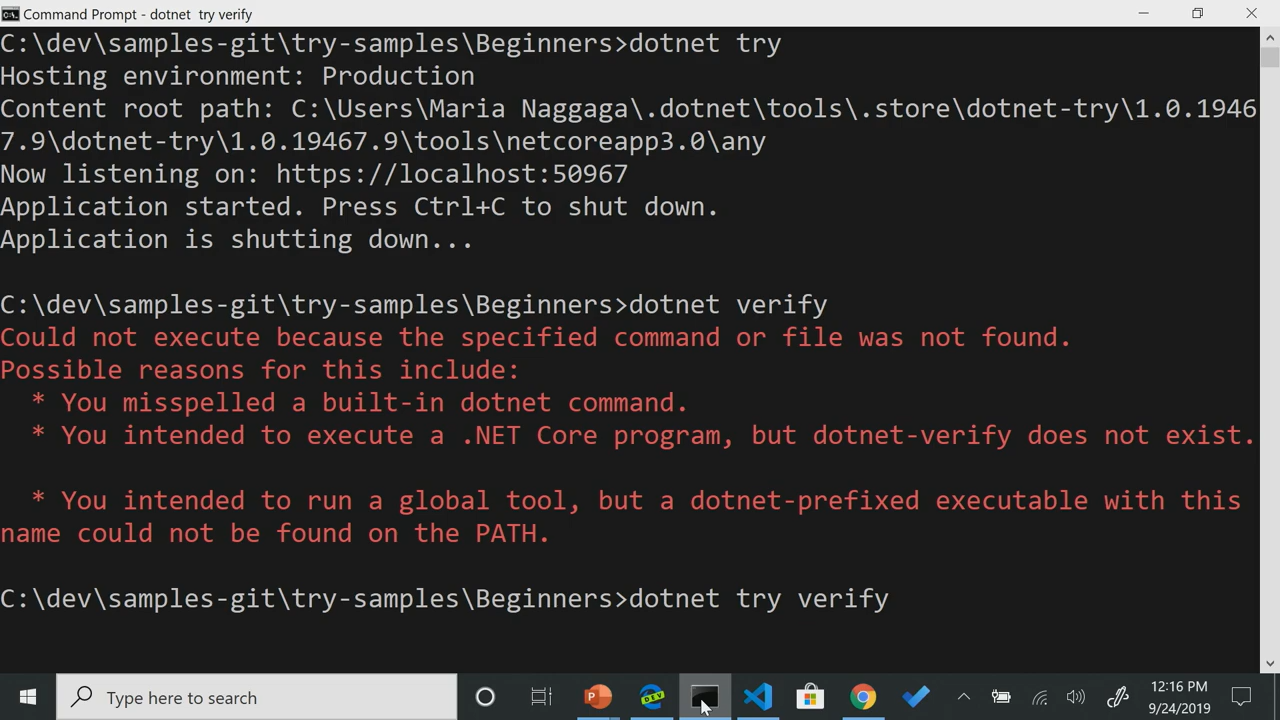 Command Prompt - dotnet  try verify
C:\dev\samples-git\try-samples\Beginners>dotnet try
Hosting environment: Production
Content root path: C:\Users\Maria Naggaga\.dotnet\tools\.store\dotnet-try\1.0.1946
7.9\dotnet-try\1.0.19467.9\tools\netcoreapp3.0\any
Now listening on: https://localhost:50967
Application started. Press Ctrl+C to shut down.
Application is shutting down...
C:\dev\samples-git\try-samples\Beginners>dotnet verify
Could not execute because the specified command or file was not found.
Possible reasons for this include:
* You misspelled a built-in dotnet command.
* You intended to execute a .NET Core program, but dotnet-verify does not exist.
* You intended to run a global tool, but a dotnet-prefixed executable with this
name could not be found on the PATH.
C:\dev\samples-git\try-samples\Beginners>dotnet try verify
Type here to search
12:16 PM
9/24/2019